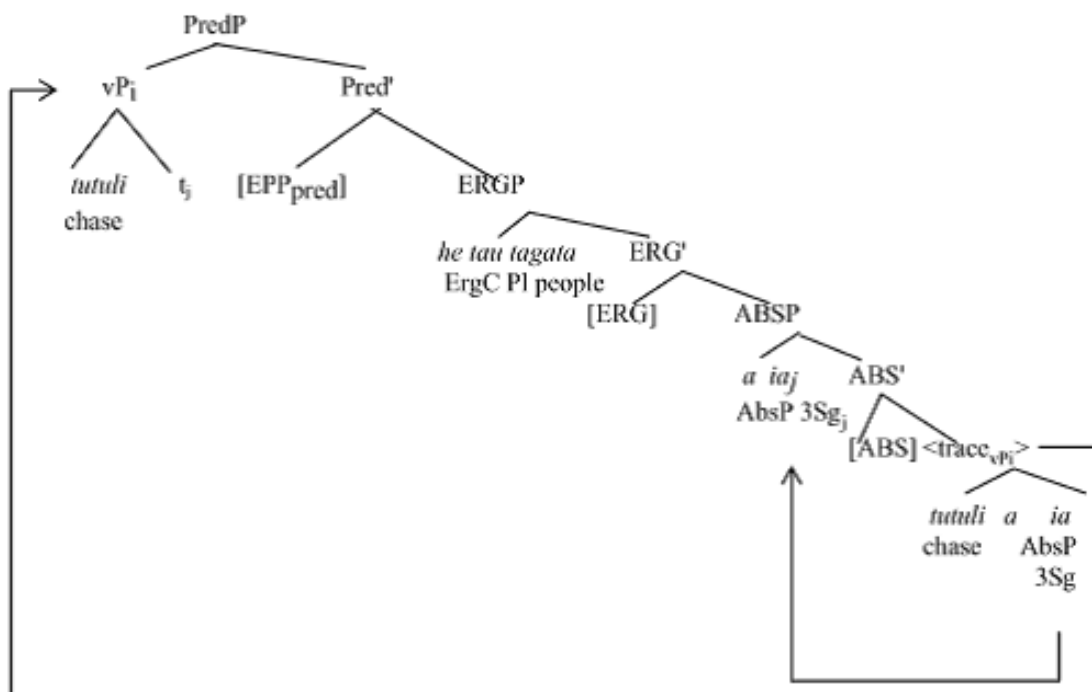 PredP
vPi Pred'
tutuli tj [EPPpred] ERGP
chase
he tau tagata ERG'
ErgC Pl people
[ERG] ABSP
a iaj ABS'
AbsP 3Sgj
[ABS] <tracevPi>
tutuli a ia
chase AbsP
3Sg